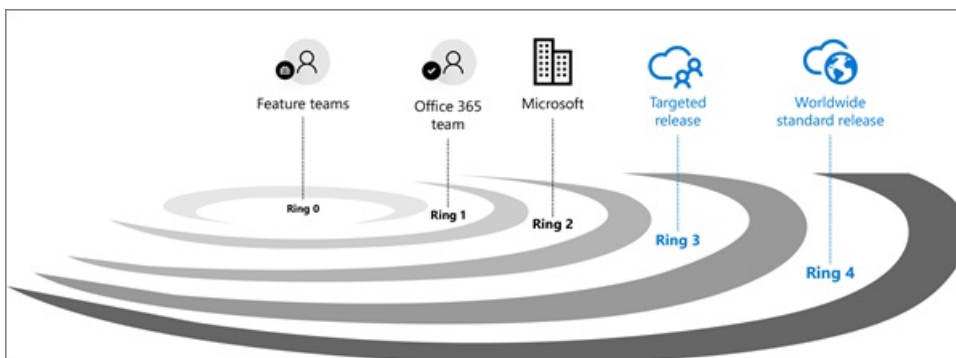 Feature teams
Office 365
team
Microsoft
Targeted
release
Worldwide
standard release
Ring 0
Ring 1
Ring 2
Ring 3
Ring 4